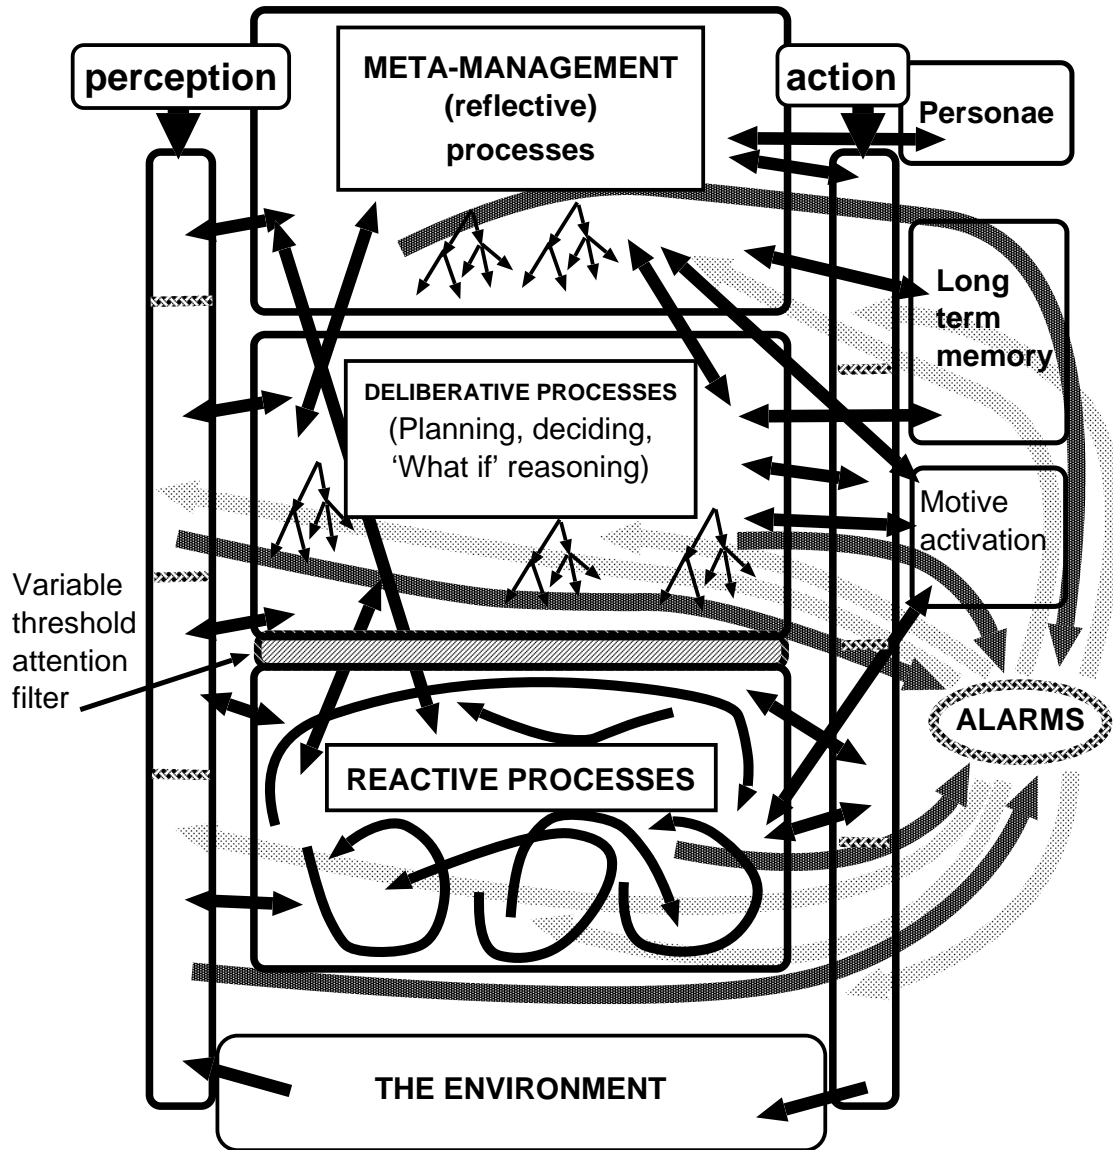 perception
META-MANAGEMENT
(reflective)
processes
action
Personae
Long
term
memory
DELIBERATIVE PROCESSES
(Planning, deciding,
‘What if’ reasoning)
Motive
activation
Variable
threshold
attention
filter
ALARMS
REACTIVE PROCESSES
THE ENVIRONMENT